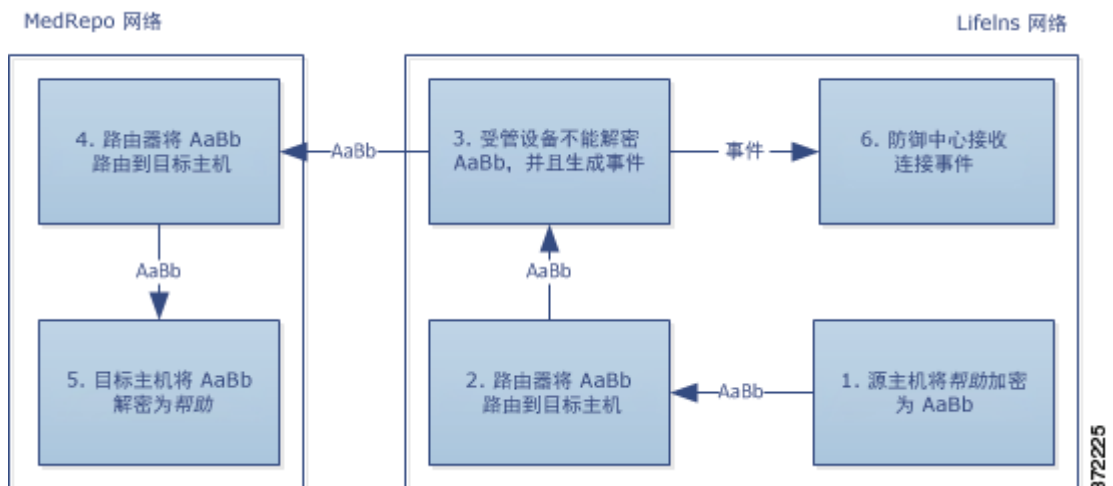 MedRepo 网络
LifeIns 网络
4. 路由器将 AaBb
路由到目标主机
AaBb
3. 受管设备不能解密
AaBb，并且生成事件
事件
6. 防御中心接收
连接事件
AaBb
AaBb
5. 目标主机将 AaBb
解密为帮助
2. 路由器将 AaBb
路由到目标主机
AaBb
1. 源主机将帮助加密
为 AaBb
372225